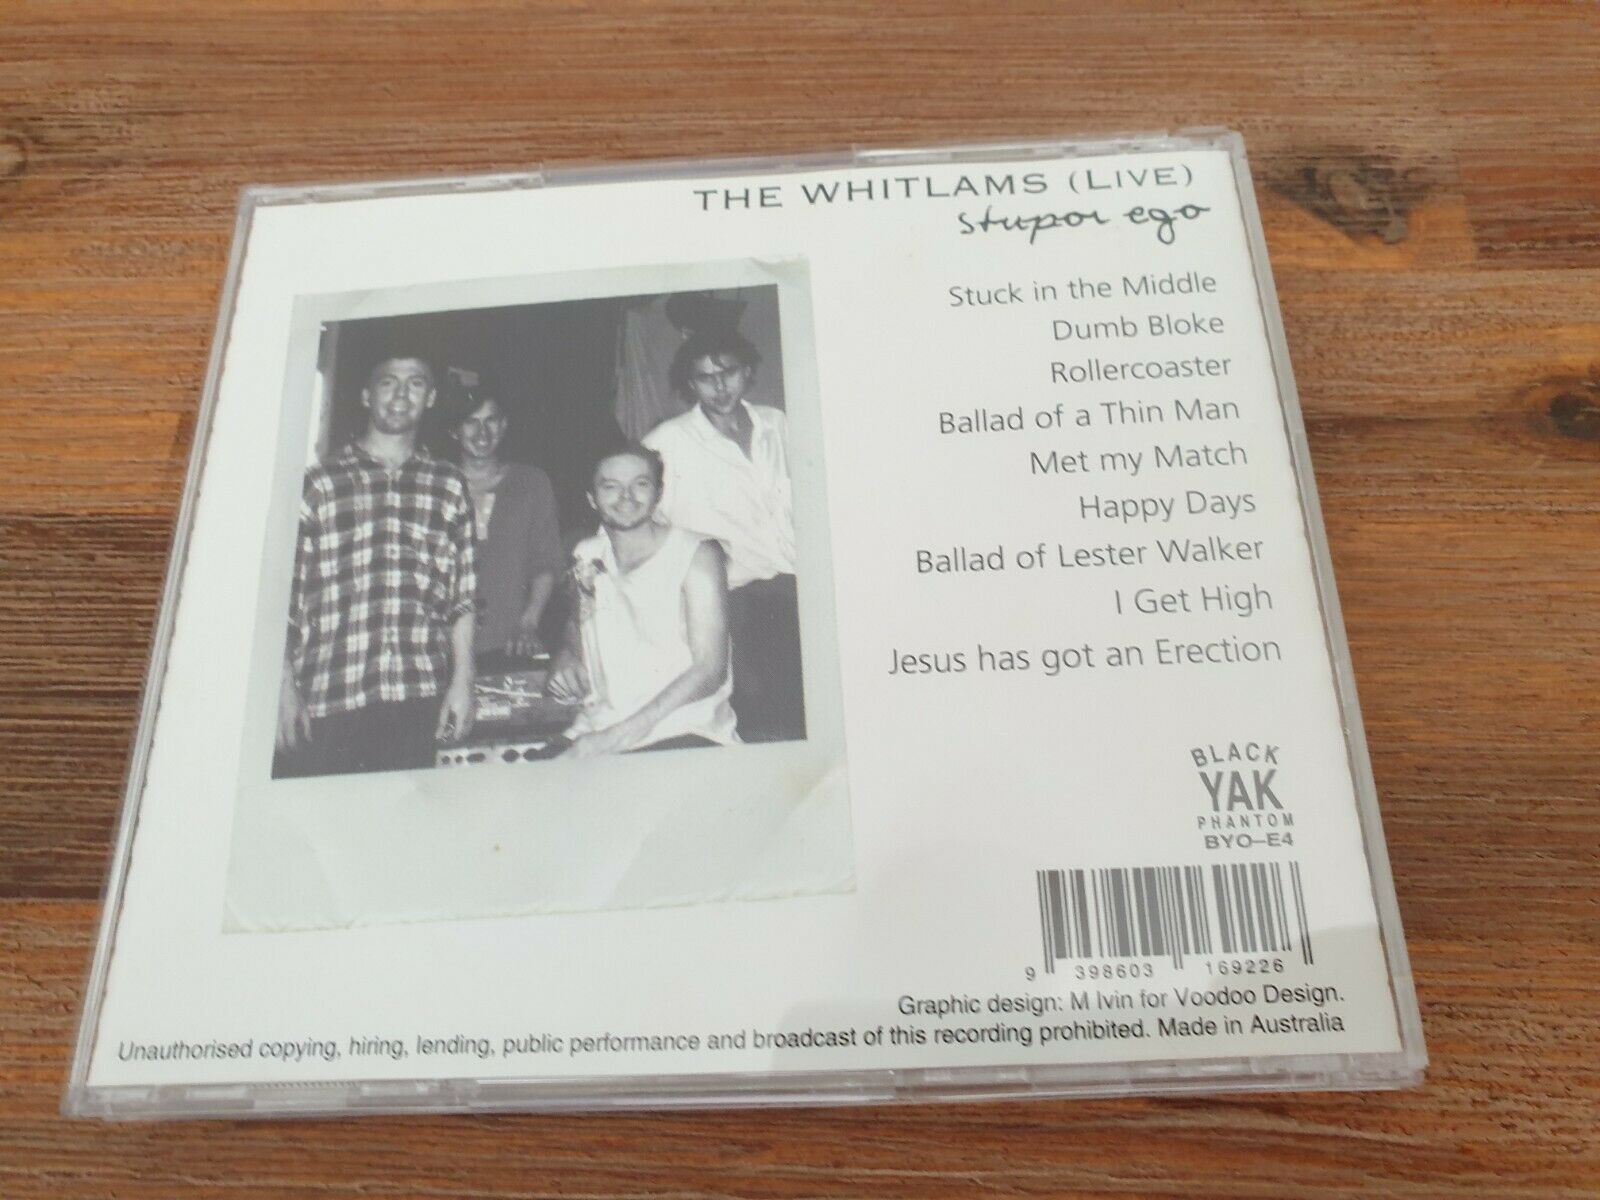 THE WHITLAMS (LIVE)
stupor ego
Stuck in the Middle
Dumb Bloke
Rollercoaster
Ballad of a Thin Man
Met my Match
Happy Days
Ballad of Lester Walker
I Get High
Jesus has got an Erection
BLACK
YAK
PHANTOM
BYO-E4
9 398603 169226
Graphic design: M Ivin for Voodoo Design.
Unauthorised copying, hiring, lending, public performance and broadcast of this recording prohibited. Made in Australia